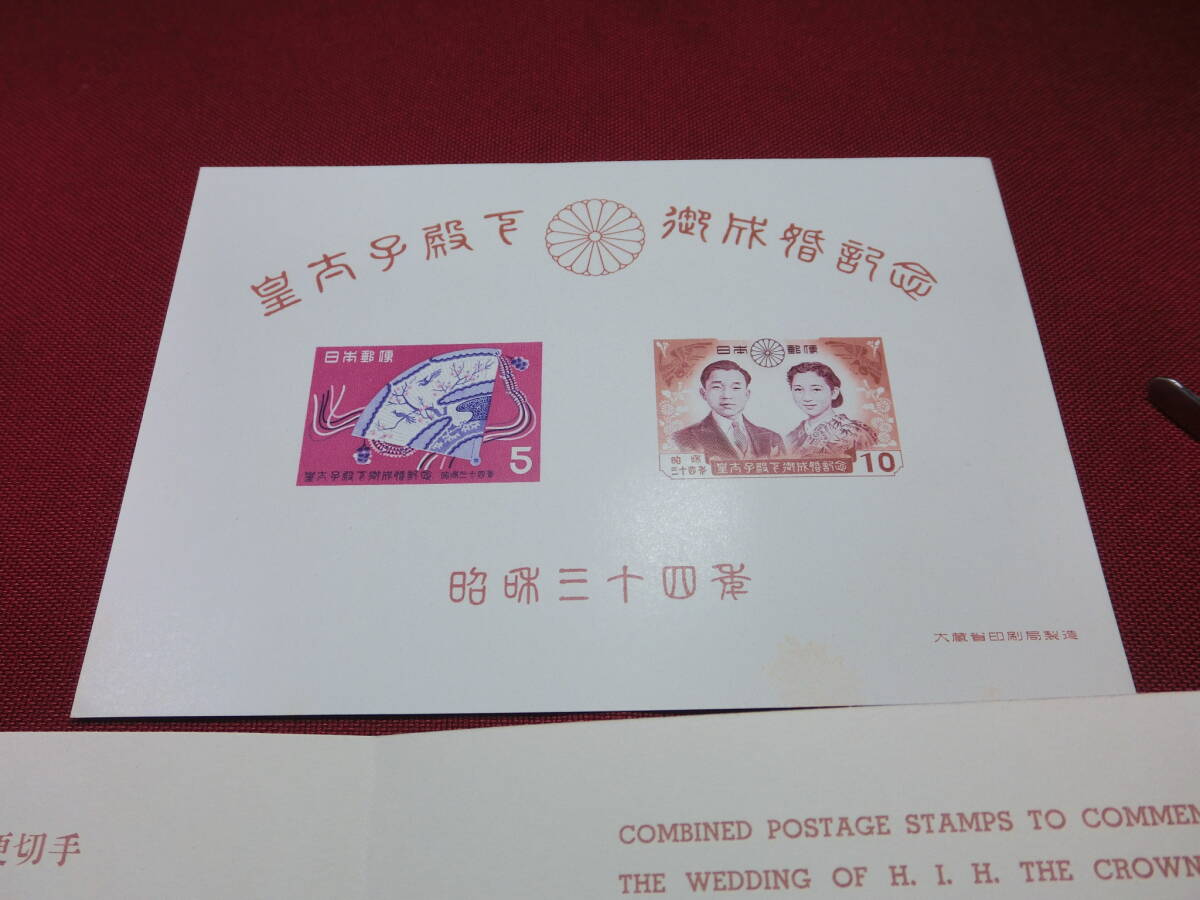 皇太子殿下 御成婚記念
日本郵便
5
皇太子殿下御成婚記念 昭和三十四年
日本 郵便
昭和
三十四年
皇太子殿下御成婚記念
10
昭和三十四年
大蔵省印刷局製造
便切手
COMBINED POSTAGE STAMPS TO COMMEN
THE WEDDING OF H. I. H. THE CROWN